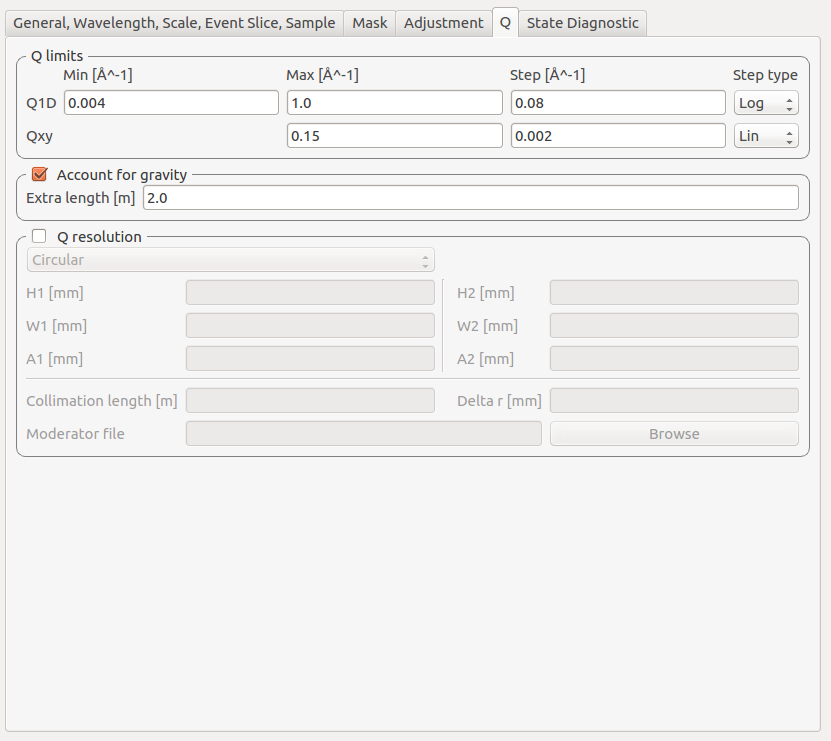 General, Wavelength, Scale, Event Slice, Sample Mask Adjustment Q State Diagnostic
Q limits
Min [Å^-1] Max [Å^-1] Step [Å^-1] Step type
Q1D 0.004 1.0 0.08 Log
Qxy 0.15 0.002 Lin
Account for gravity
Extra length [m] 2.0
Q resolution
Circular
H1 [mm] H2 [mm]
W1 [mm] W2 [mm]
A1 [mm] A2 [mm]
Collimation length [m] Delta r [mm]
Moderator file Browse